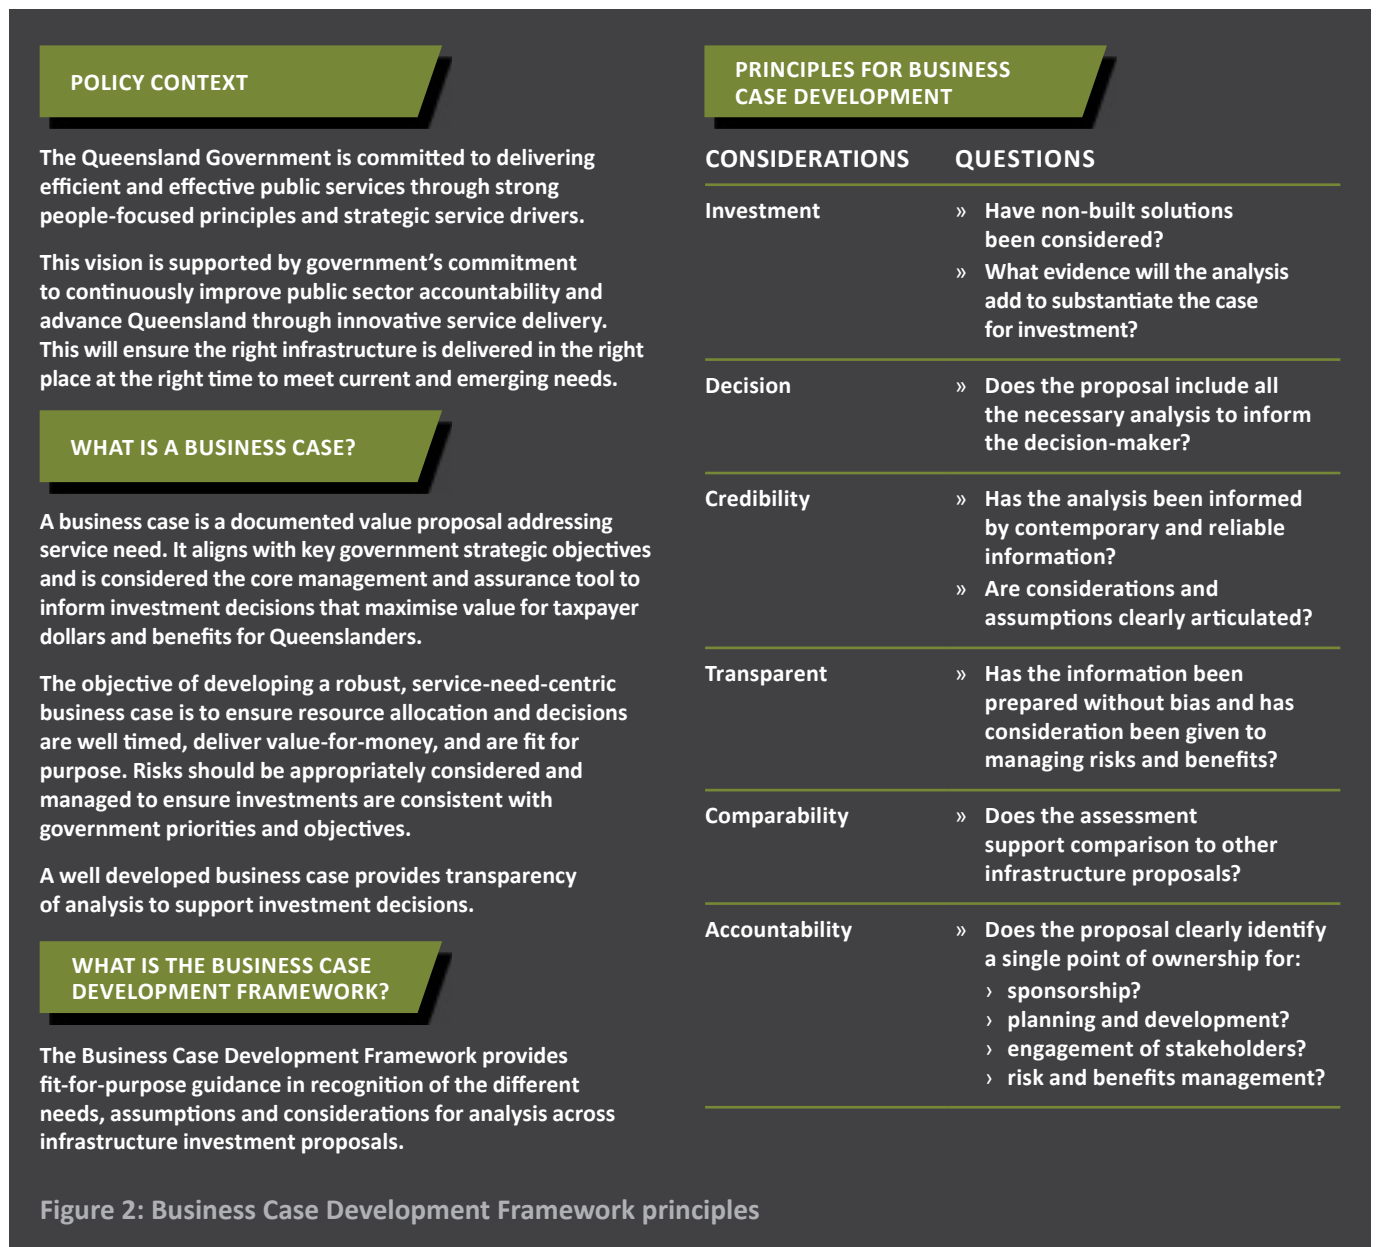 POLICY CONTEXT
The Queensland Government is committed to delivering
efficient and effective public services through strong
people-focused principles and strategic service drivers.
This vision is supported by government’s commitment
to continuously improve public sector accountability and
advance Queensland through innovative service delivery.
This will ensure the right infrastructure is delivered in the right
place at the right time to meet current and emerging needs.
WHAT IS A BUSINESS CASE?
A business case is a documented value proposal addressing
service need. It aligns with key government strategic objectives
and is considered the core management and assurance tool to
inform investment decisions that maximise value for taxpayer
dollars and benefits for Queenslanders.
The objective of developing a robust, service-need-centric
business case is to ensure resource allocation and decisions
are well timed, deliver value-for-money, and are fit for
purpose. Risks should be appropriately considered and
managed to ensure investments are consistent with
government priorities and objectives.
A well developed business case provides transparency
of analysis to support investment decisions.
WHAT IS THE BUSINESS CASE
DEVELOPMENT FRAMEWORK?
The Business Case Development Framework provides
fit-for-purpose guidance in recognition of the different
needs, assumptions and considerations for analysis across
infrastructure investment proposals.
PRINCIPLES FOR BUSINESS
CASE DEVELOPMENT
CONSIDERATIONS QUESTIONS
Investment » Have non-built solutions
been considered?
» What evidence will the analysis
add to substantiate the case
for investment?
Decision » Does the proposal include all
the necessary analysis to inform
the decision-maker?
Credibility » Has the analysis been informed
by contemporary and reliable
information?
» Are considerations and
assumptions clearly articulated?
Transparent » Has the information been
prepared without bias and has
consideration been given to
managing risks and benefits?
Comparability » Does the assessment
support comparison to other
infrastructure proposals?
Accountability » Does the proposal clearly identify
a single point of ownership for:
› sponsorship?
› planning and development?
› engagement of stakeholders?
› risk and benefits management?
Figure 2: Business Case Development Framework principles